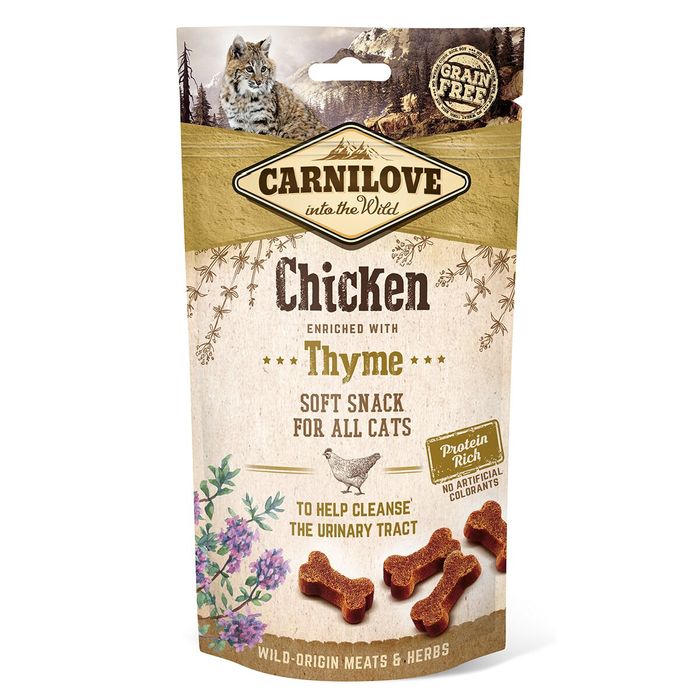 GRAIN
FREE
CARNILOVE
into the Wild
Chicken
ENRICHED WITH
Thyme
SOFT SNACK
FOR ALL CATS
Protein
Rich
NO ARTIFICIAL
COLORANTS
TO HELP CLEANSE
THE URINARY TRACT
WILD-ORIGIN MEATS & HERBS